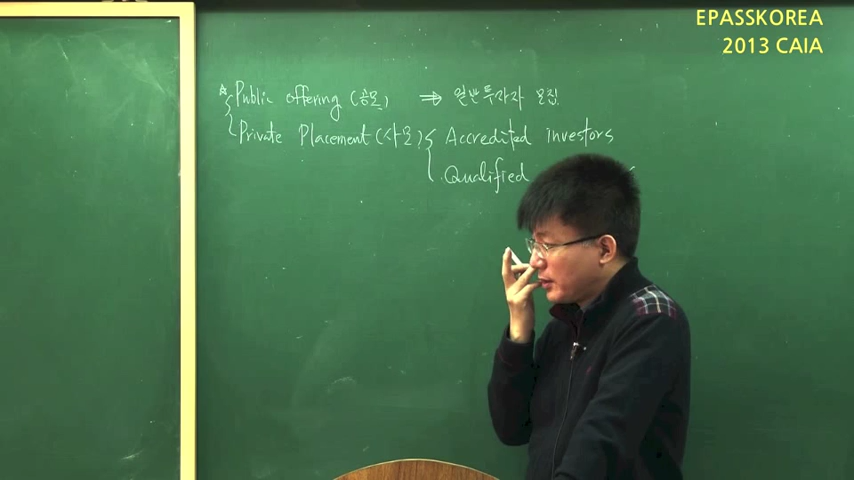 EPASSKOREA
2013 CAIA
Public offering (공모) ⇒ 일반투자자 모집.
Private Placement (사모) Accredited Investors
Qualified